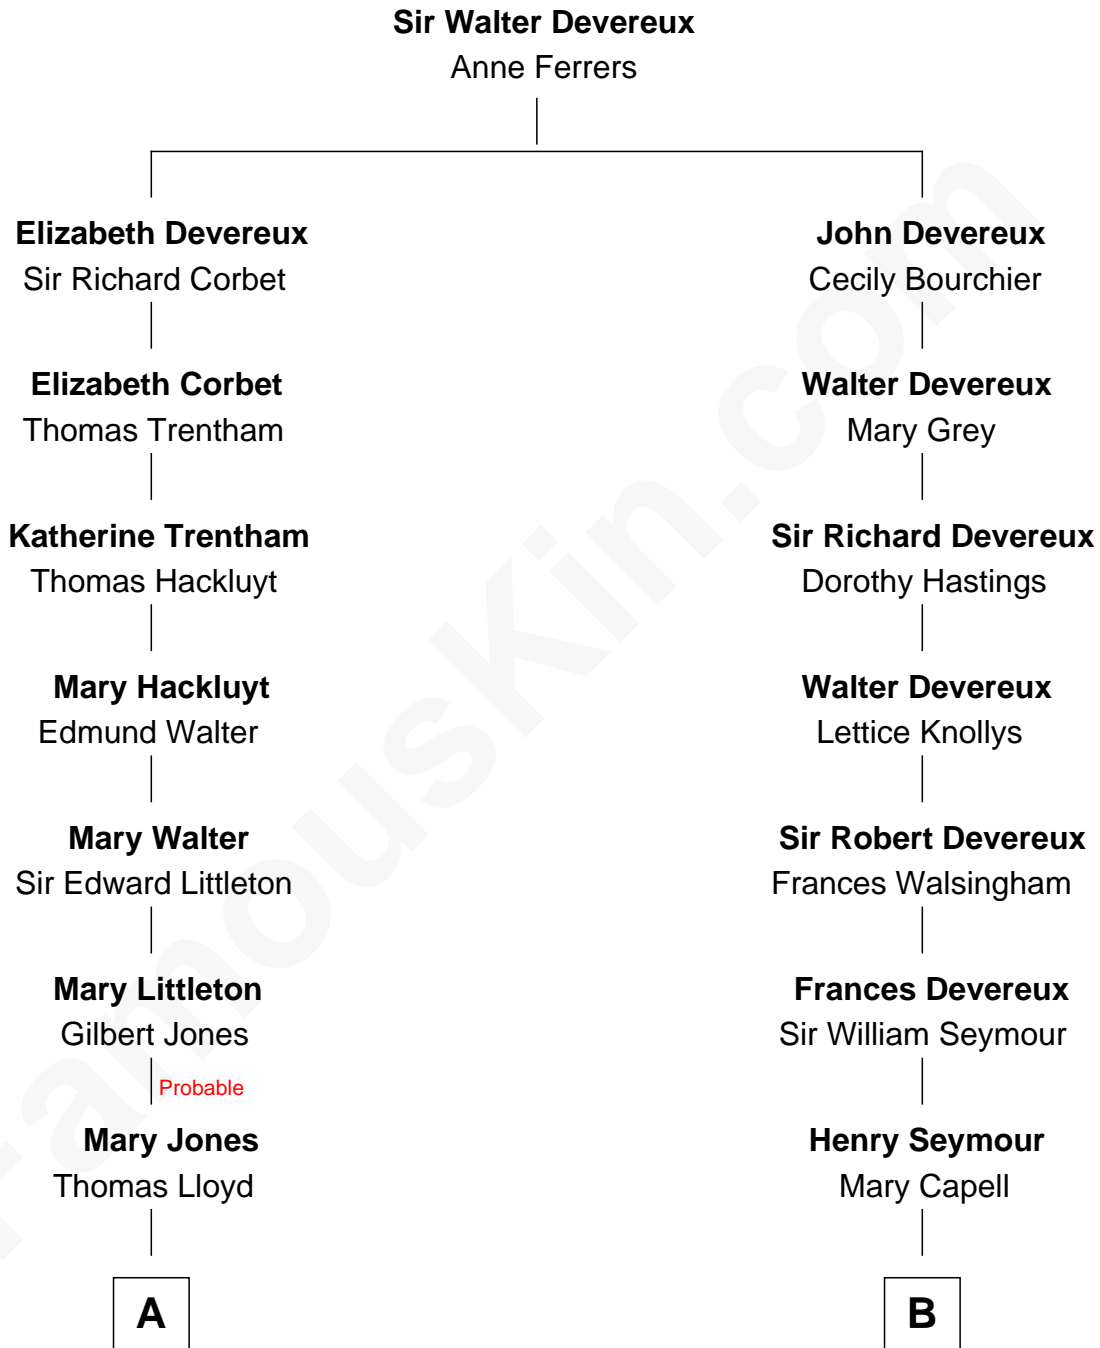 Sir Walter Devereux
Anne Ferrers
Elizabeth Devereux
Sir Richard Corbet
John Devereux
Cecily Bourchier
Elizabeth Corbet
Thomas Trentham
Walter Devereux
Mary Grey
Katherine Trentham
Thomas Hackluyt
Sir Richard Devereux
Dorothy Hastings
Mary Hackluyt
Edmund Walter
Walter Devereux
Lettice Knollys
Mary Walter
Sir Edward Littleton
Sir Robert Devereux
Frances Walsingham
Mary Littleton
Gilbert Jones
Frances Devereux
Sir William Seymour
Probable
Mary Jones
Thomas Lloyd
Henry Seymour
Mary Capell
A
B
FamousKin.com